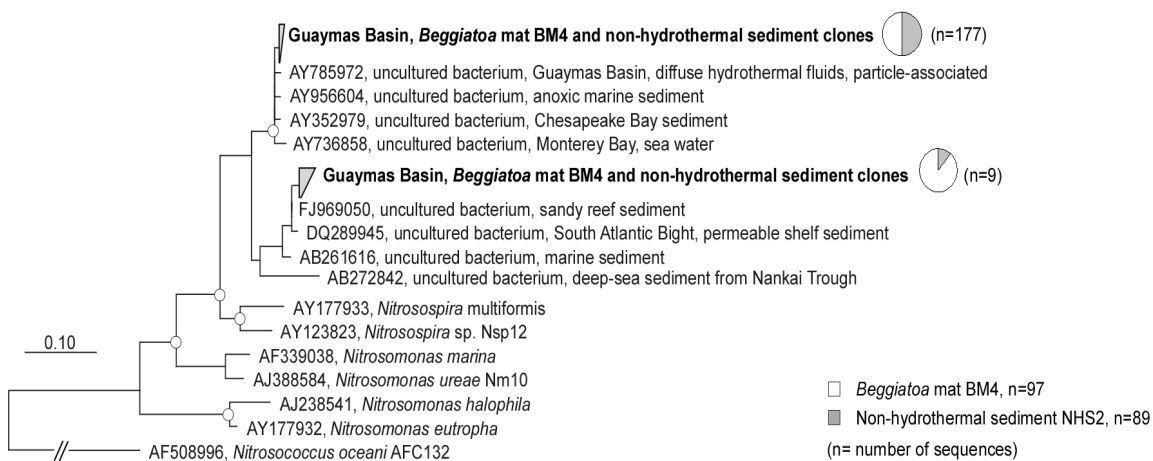 Guaymas Basin, Beggiatoa mat BM4 and non-hydrothermal sediment clones (n=177)
AY785972, uncultured bacterium, Guaymas Basin, diffuse hydrothermal fluids, particle-associated
AY956604, uncultured bacterium, anoxic marine sediment
AY352979, uncultured bacterium, Chesapeake Bay sediment
AY736858, uncultured bacterium, Monterey Bay, sea water
Guaymas Basin, Beggiatoa mat BM4 and non-hydrothermal sediment clones (n=9)
FJ969050, uncultured bacterium, sandy reef sediment
DQ289945, uncultured bacterium, South Atlantic Bight, permeable shelf sediment
AB261616, uncultured bacterium, marine sediment
AB272842, uncultured bacterium, deep-sea sediment from Nankai Trough
AY177933, Nitrosospira multiformis
AY123823, Nitrosospira sp. Nsp12
0.10
AF339038, Nitrosomonas marina
AJ388584, Nitrosomonas ureae Nm10
AJ238541, Nitrosomonas halophila
AY177932, Nitrosomonas eutropha
AF508996, Nitrosococcus oceani AFC132
Beggiatoa mat BM4, n=97
Non-hydrothermal sediment NHS2, n=89
(n= number of sequences)